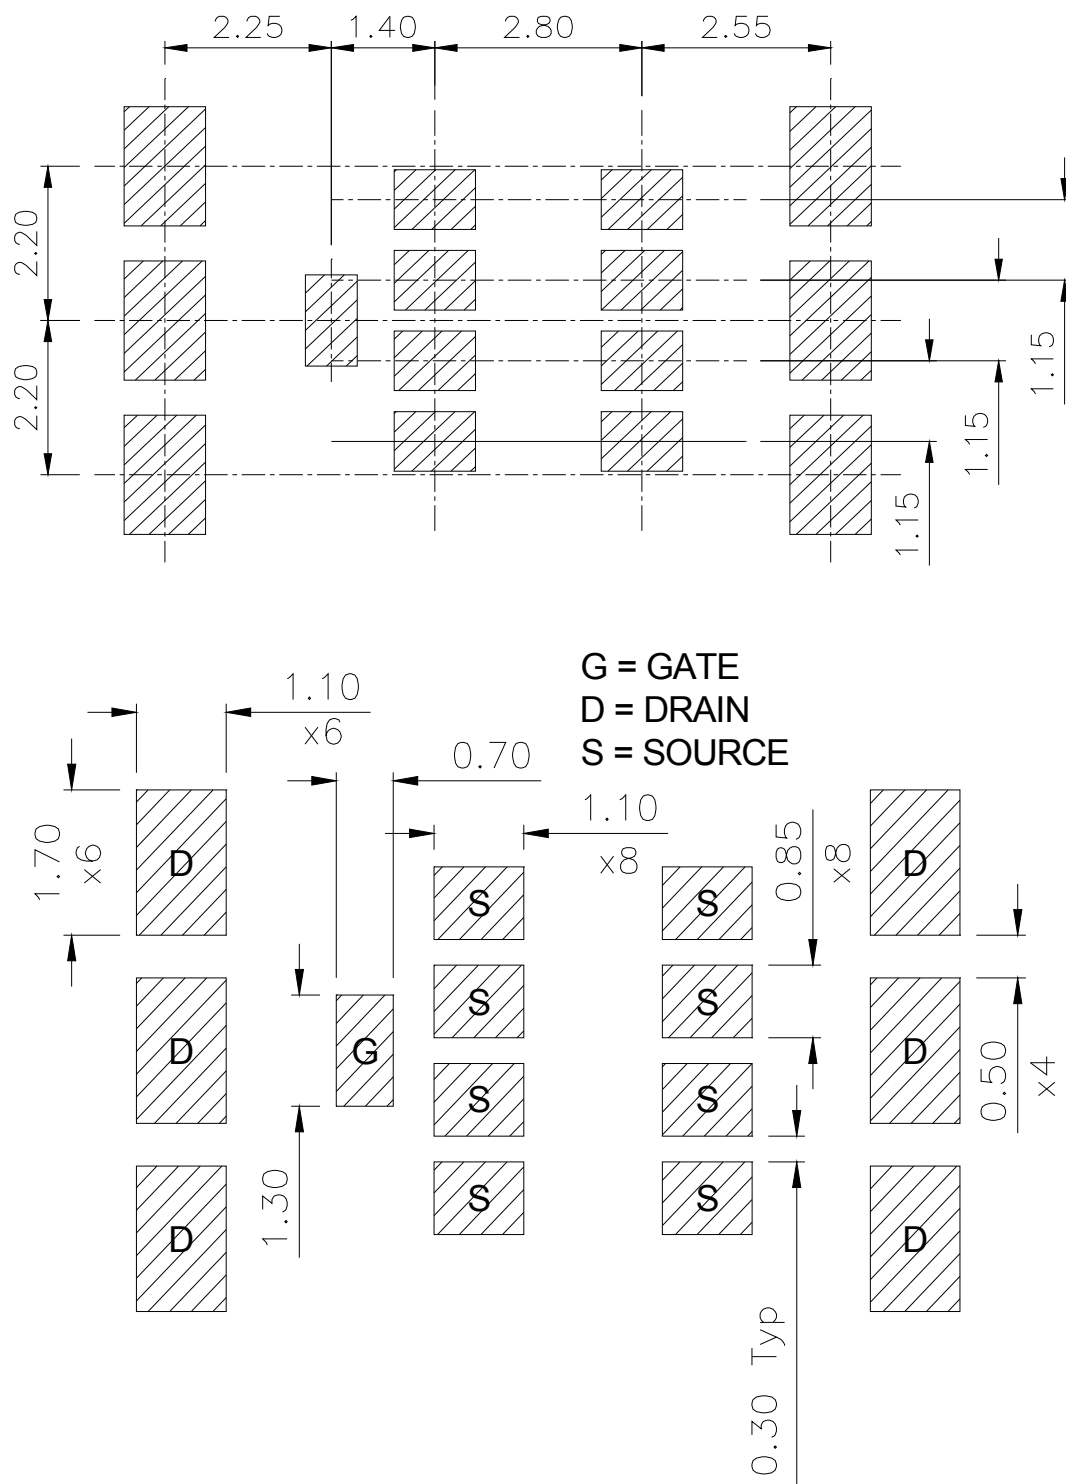 2.25 1.40 2.80 2.55
2.20
2.20
1.15
1.15
1.15
G = GATE
D = DRAIN
S = SOURCE
1.10
x6
0.70
1.10
x8
1.70
x6
0.85
x8
D S S D
S S
D G D
0.50
x4
S S
1.30
D S S D
0.30 Typ